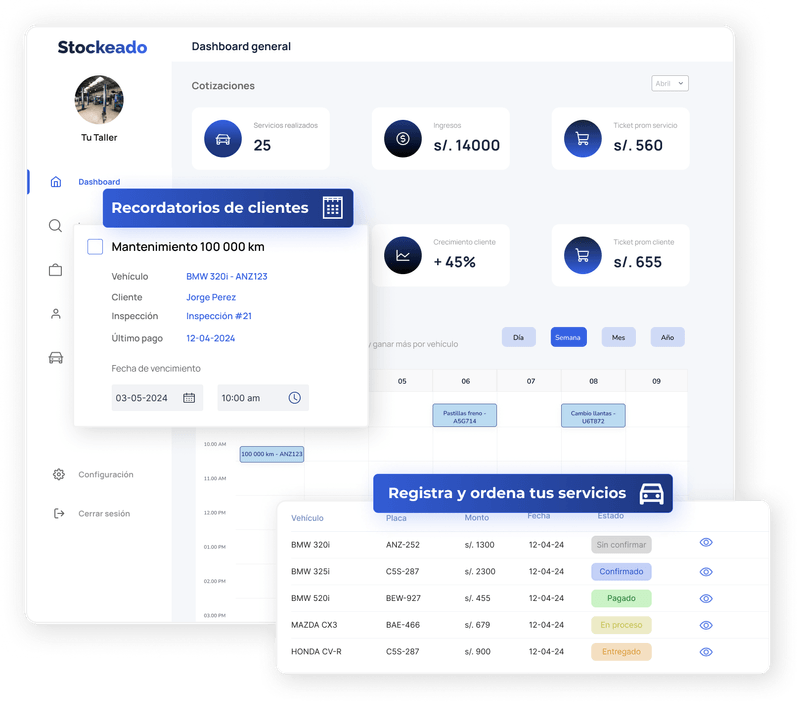 Stockeado
Dashboard general
Tu Taller
Cotizaciones
Abril
Servicios realizados
25
Ingresos
s/. 14000
Ticket prom servicio
s/. 560
Dashboard
Recordatorios de clientes
Mantenimiento 100 000 km
Vehículo BMW 320i - ANZ123
Cliente Jorge Perez
Inspección Inspección #21
Último pago 12-04-2024
Fecha de vencimiento
03-05-2024 10:00 am
Crecimiento cliente
+ 45%
Ticket prom cliente
s/. 655
y ganar más por vehículo
Día Semana Mes Año
05 06 07 08 09
Pastillas freno -
A5G714
Cambio llantas -
U6T872
10:00 AM
100 000 km - ANZ123
11:00 AM
12:00 PM
01:00 PM
02:00 PM
03:00 PM
Configuración
Cerrar sesión
Registra y ordena tus servicios
Vehículo Placa Monto Fecha Estado
BMW 320i ANZ-252 s/. 1300 12-04-24 Sin confirmar
BMW 325i C5S-287 s/. 2300 12-04-24 Confirmado
BMW 520i BEW-927 s/. 455 12-04-24 Pagado
MAZDA CX3 BAE-466 s/. 679 12-04-24 En proceso
HONDA CV-R C5S-287 s/. 900 12-04-24 Entregado